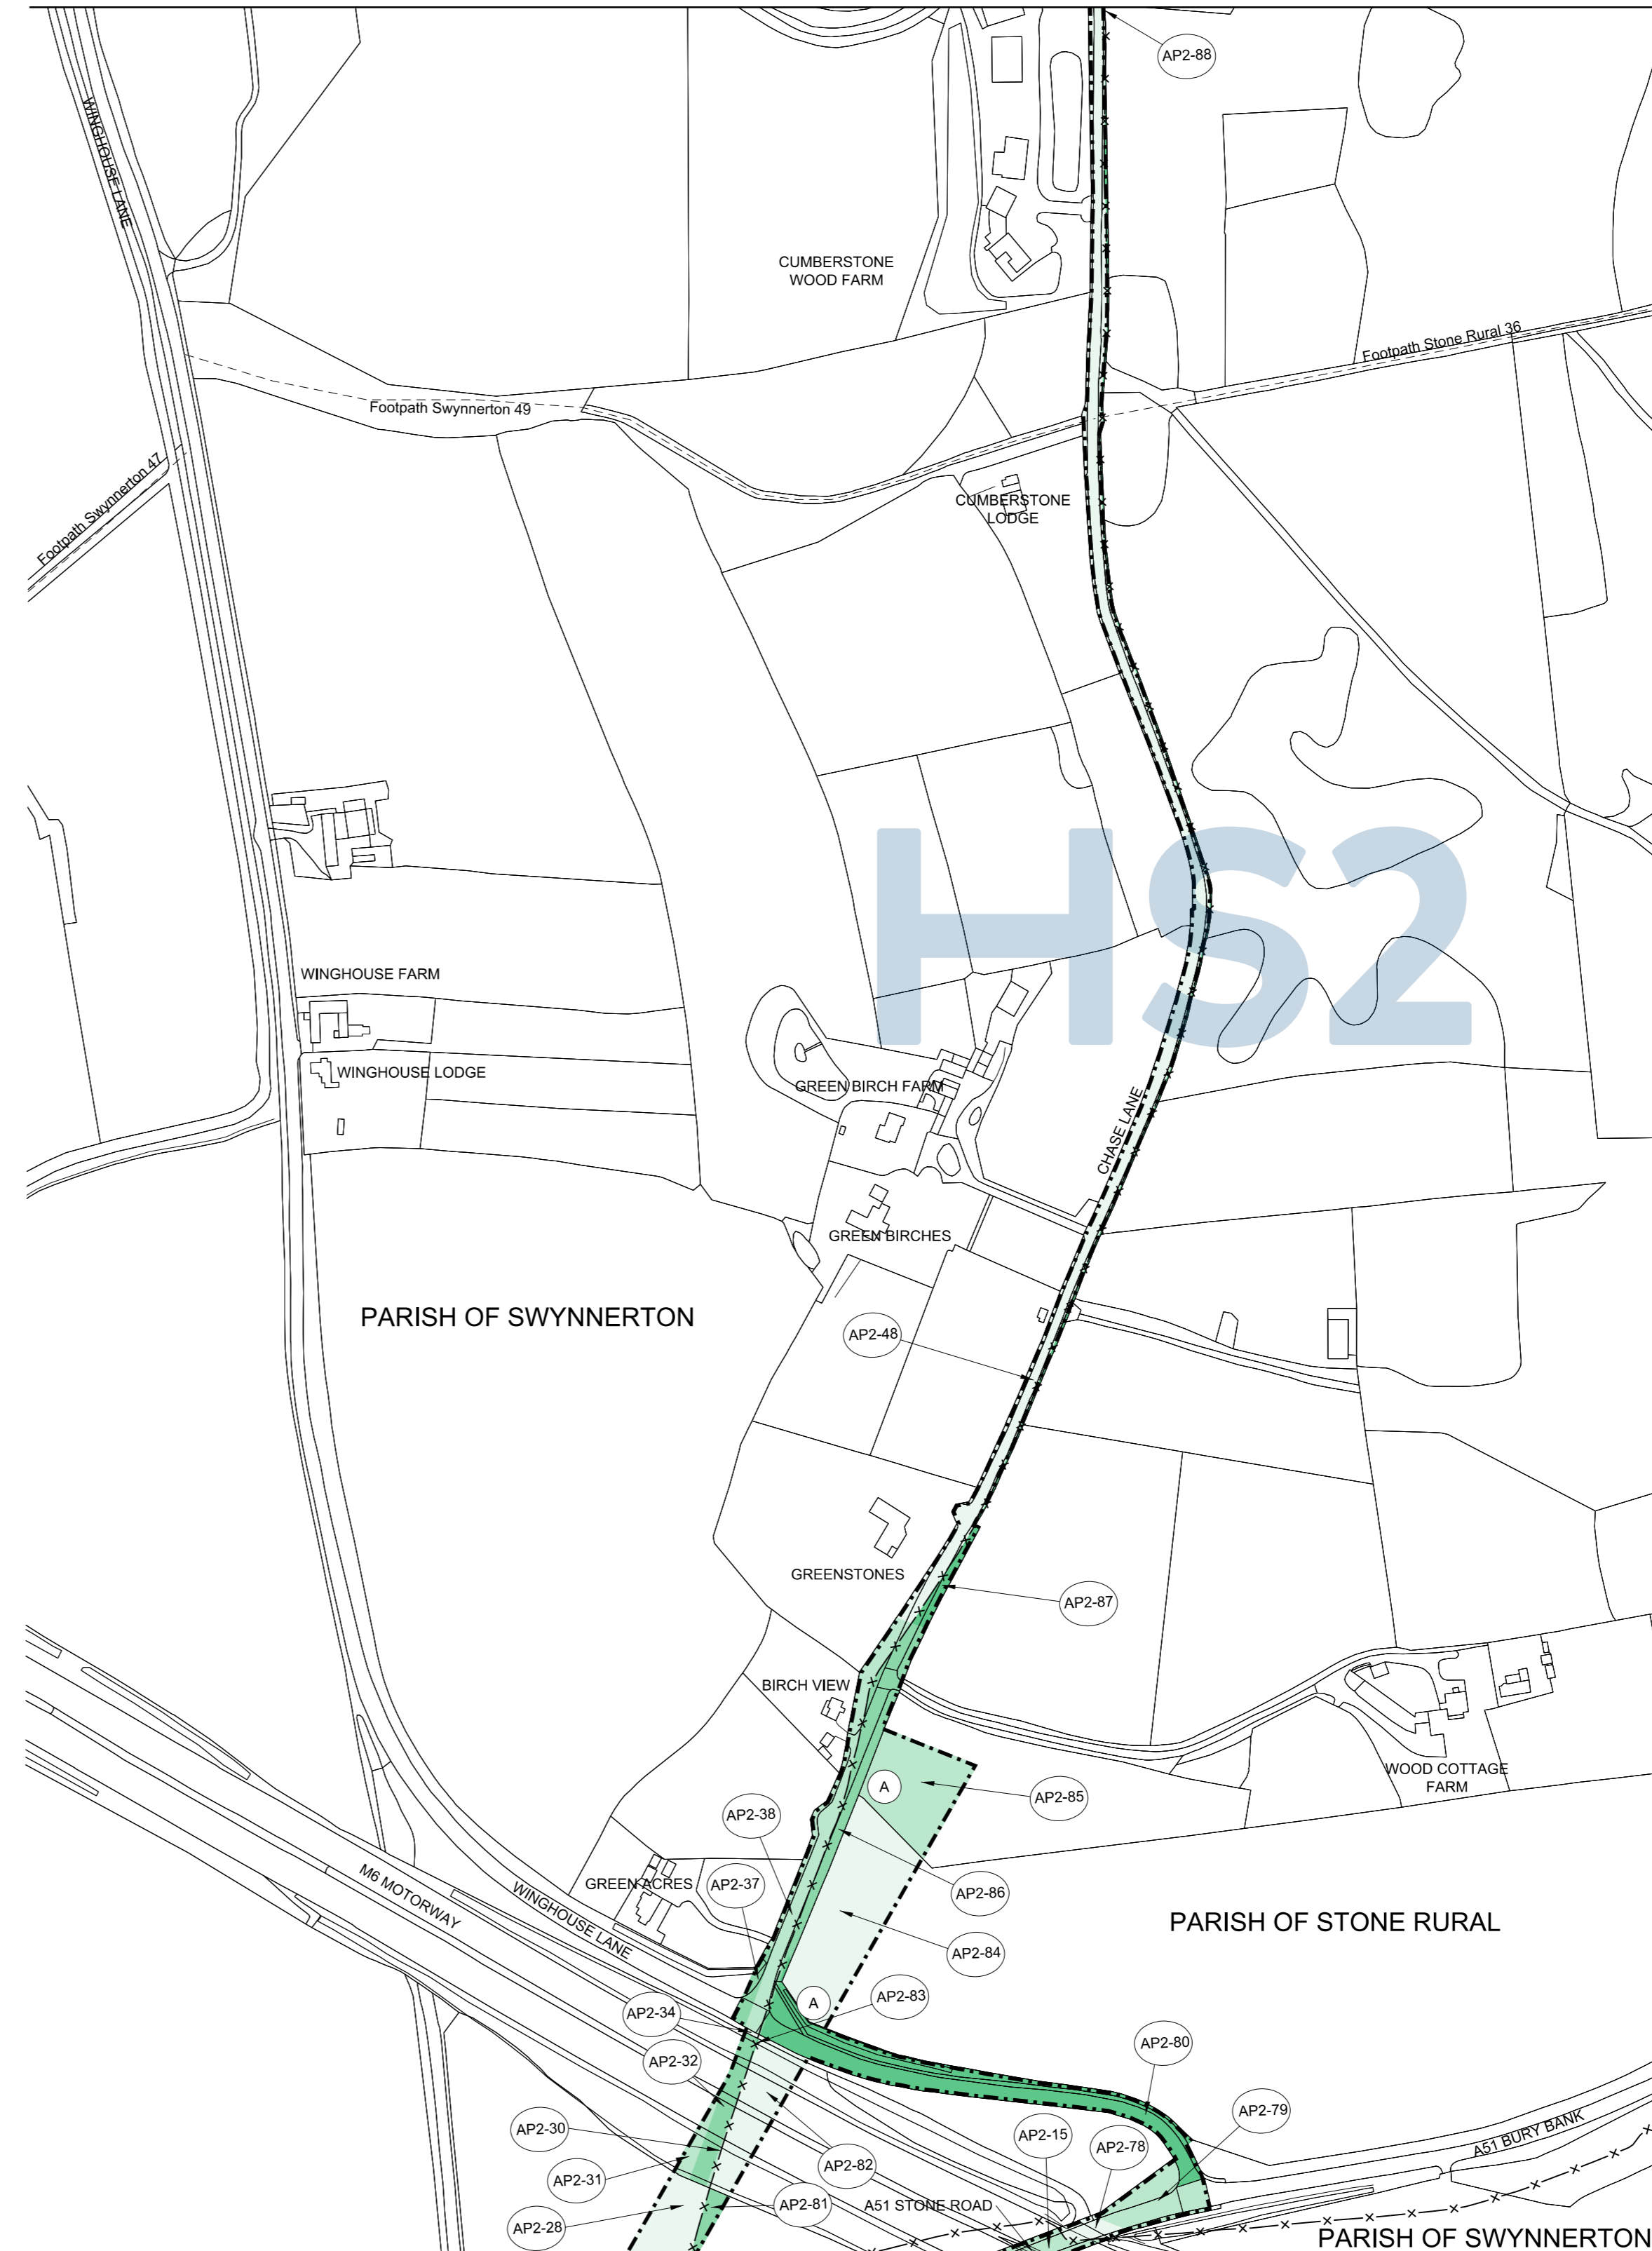 AP2-88
WINGHOUSE LANE
CUMBERSTONE
WOOD FARM
Footpath Stone Rural 36
Footpath Swynnerton 49
Footpath Swynnerton 47
CUMBERSTONE
LODGE
HS2
WINGHOUSE FARM
WINGHOUSE LODGE
GREEN BIRCH FARM
CHASE LANE
GREEN BIRCHES
PARISH OF SWYNNERTON
AP2-48
GREENSTONES
AP2-87
BIRCH VIEW
WOOD COTTAGE
FARM
A
AP2-85
AP2-38
GREEN ACRES
AP2-37
M6 MOTORWAY
WINGHOUSE LANE
AP2-86
PARISH OF STONE RURAL
AP2-84
A
AP2-83
AP2-34
AP2-32
AP2-80
AP2-79
AP2-30
AP2-15
AP2-78
A51 BURY BANK
AP2-31
AP2-82
AP2-81
A51 STONE ROAD
AP2-28
PARISH OF SWYNNERTON